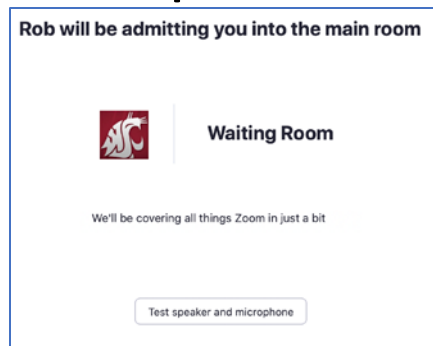 Rob will be admitting you into the main room
WSC
Waiting Room
We'll be covering all things Zoom in just a bit
Test speaker and microphone